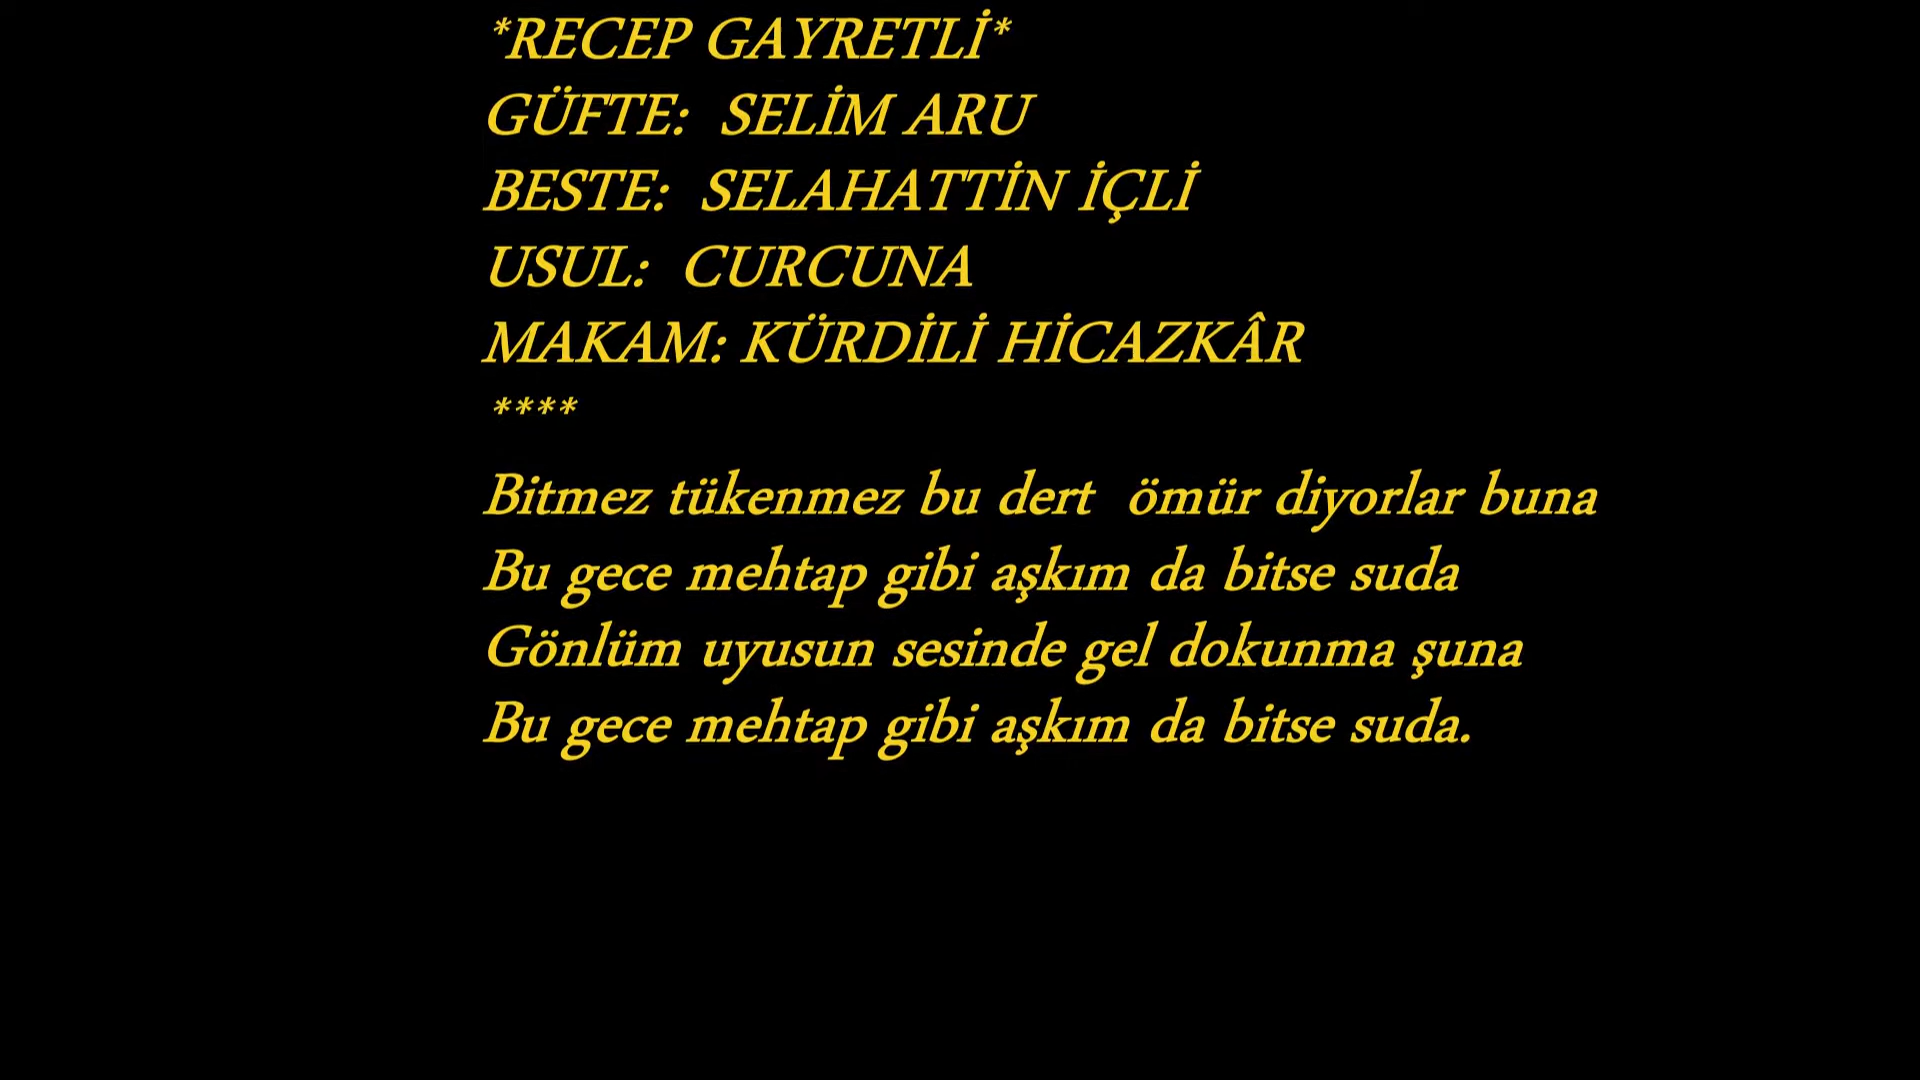 *RECEP GAYRETLİ*
GÜFTE:  SELİM ARU
BESTE:  SELAHATTİN İÇLİ
USUL:  CURCUNA
MAKAM: KÜRDİLİ HİCAZKÂR
****
Bitmez tükenmez bu dert  ömür diyorlar buna
Bu gece mehtap gibi aşkım da bitse suda
Gönlüm uyusun sesinde gel dokunma şuna
Bu gece mehtap gibi aşkım da bitse suda.